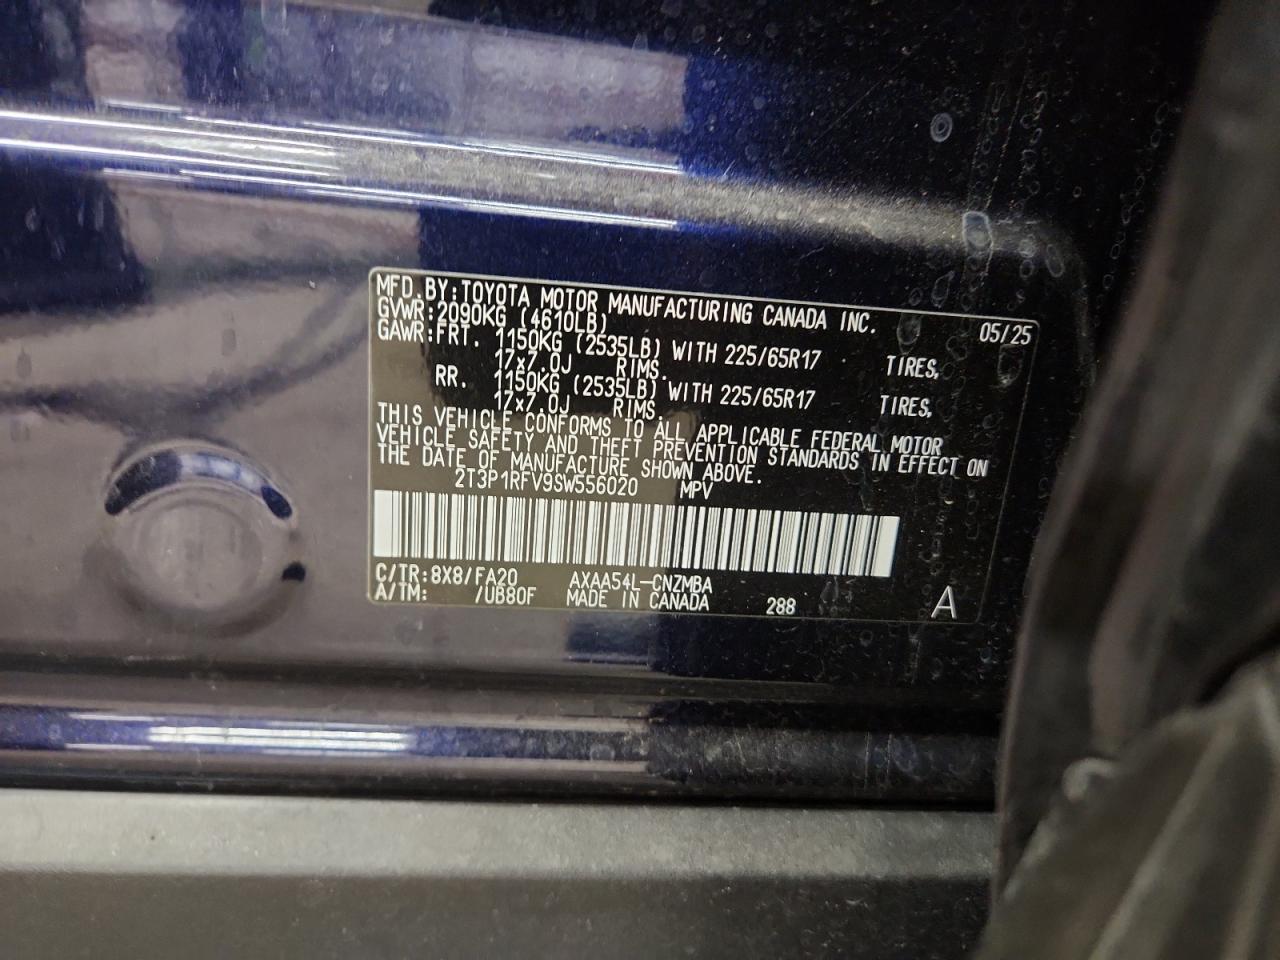 MFD.BY:TOYOTA MOTOR MANUFACTURING CANADA INC. 05/25
GVWR:2090KG (4610LB)
GAWR:FRT. 1150KG (2535LB) WITH 225/65R17 TIRES,
17x7.0J RIMS.
RR. 1150KG (2535LB) WITH 225/65R17 TIRES,
17x7.0J RIMS.
THIS VEHICLE CONFORMS TO ALL APPLICABLE FEDERAL MOTOR
VEHICLE SAFETY AND THEFT PREVENTION STANDARDS IN EFFECT ON
THE DATE OF MANUFACTURE SHOWN ABOVE.
2T3P1RFV9SW556020 MPV
C/TR:8X8/FA20 AXAA54L-CNZMBA
A/TM: /UB80F MADE IN CANADA 288 A